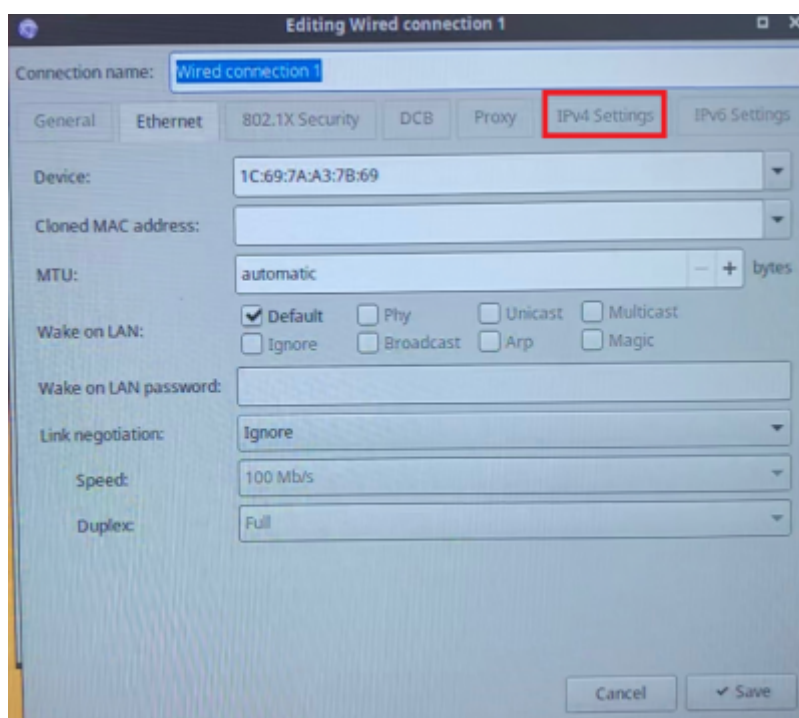 Editing Wired connection 1
Connection name: Wired connection 1
General Ethernet 802.1X Security DCB Proxy IPv4 Settings IPv6 Settings
Device: 1C:69:7A:A3:7B:69
Cloned MAC address:
MTU: automatic − + bytes
Wake on LAN: Default Phy Unicast Multicast
Ignore Broadcast Arp Magic
Wake on LAN password:
Link negotiation: Ignore
Speed: 100 Mb/s
Duplex: Full
Cancel Save